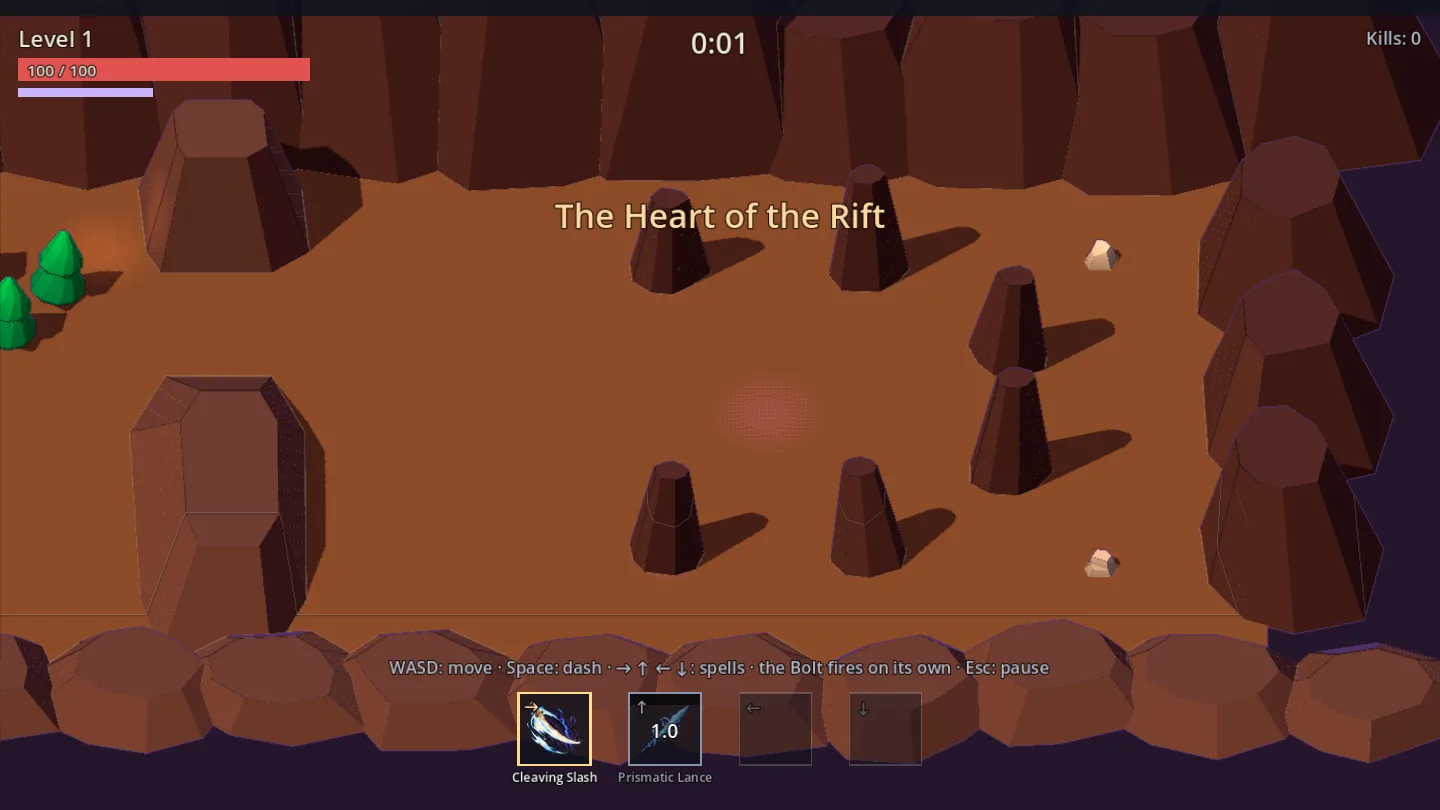 Level 1
0:01
Kills: 0
100 / 100
The Heart of the Rift
WASD: move · Space: dash · → ↑ ← ↓: spells · the Bolt fires on its own · Esc: pause
→ ↑ ← ↓
1.0
Cleaving Slash
Prismatic Lance